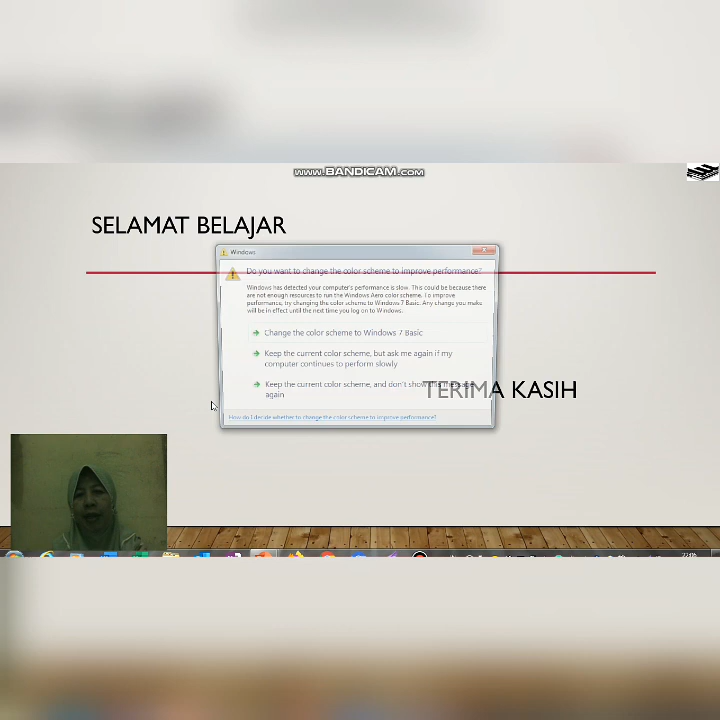 www.BANDICAM.com
SELAMAT BELAJAR
Windows
Do you want to change the color scheme to improve performance?
Windows has detected your computer's performance is slow. This could be because there
are not enough resources to run the Windows Aero color scheme. To improve
performance, try changing the color scheme to Windows 7 Basic. Any change you make
will be in effect until the next time you log on to Windows.
Change the color scheme to Windows 7 Basic
Keep the current color scheme, but ask me again if my
computer continues to perform slowly
Keep the current color scheme, and don't show this message
again
TERIMA KASIH
How do I decide whether to change the color scheme to improve performance?